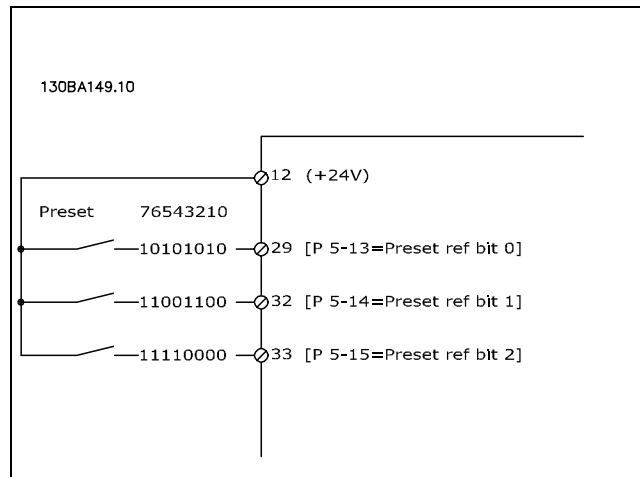 130BA149.10
12 (+24V)
Preset 76543210
10101010 29 [P 5-13=Preset ref bit 0]
11001100 32 [P 5-14=Preset ref bit 1]
11110000 33 [P 5-15=Preset ref bit 2]